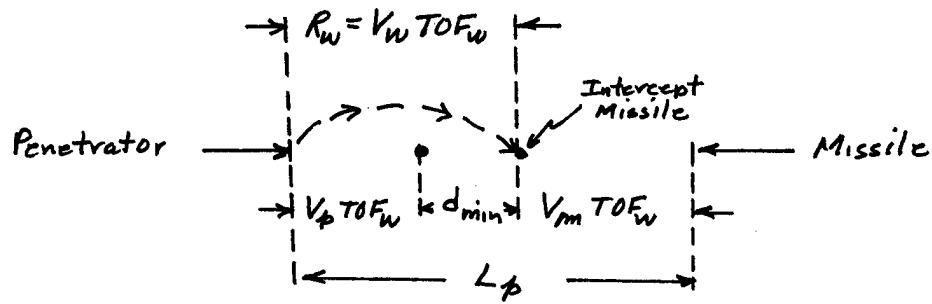 R_w = V_w TOF_w
Intercept
Missile
Penetrator
Missile
V_p TOF_w d_min V_m TOF_w
L_p